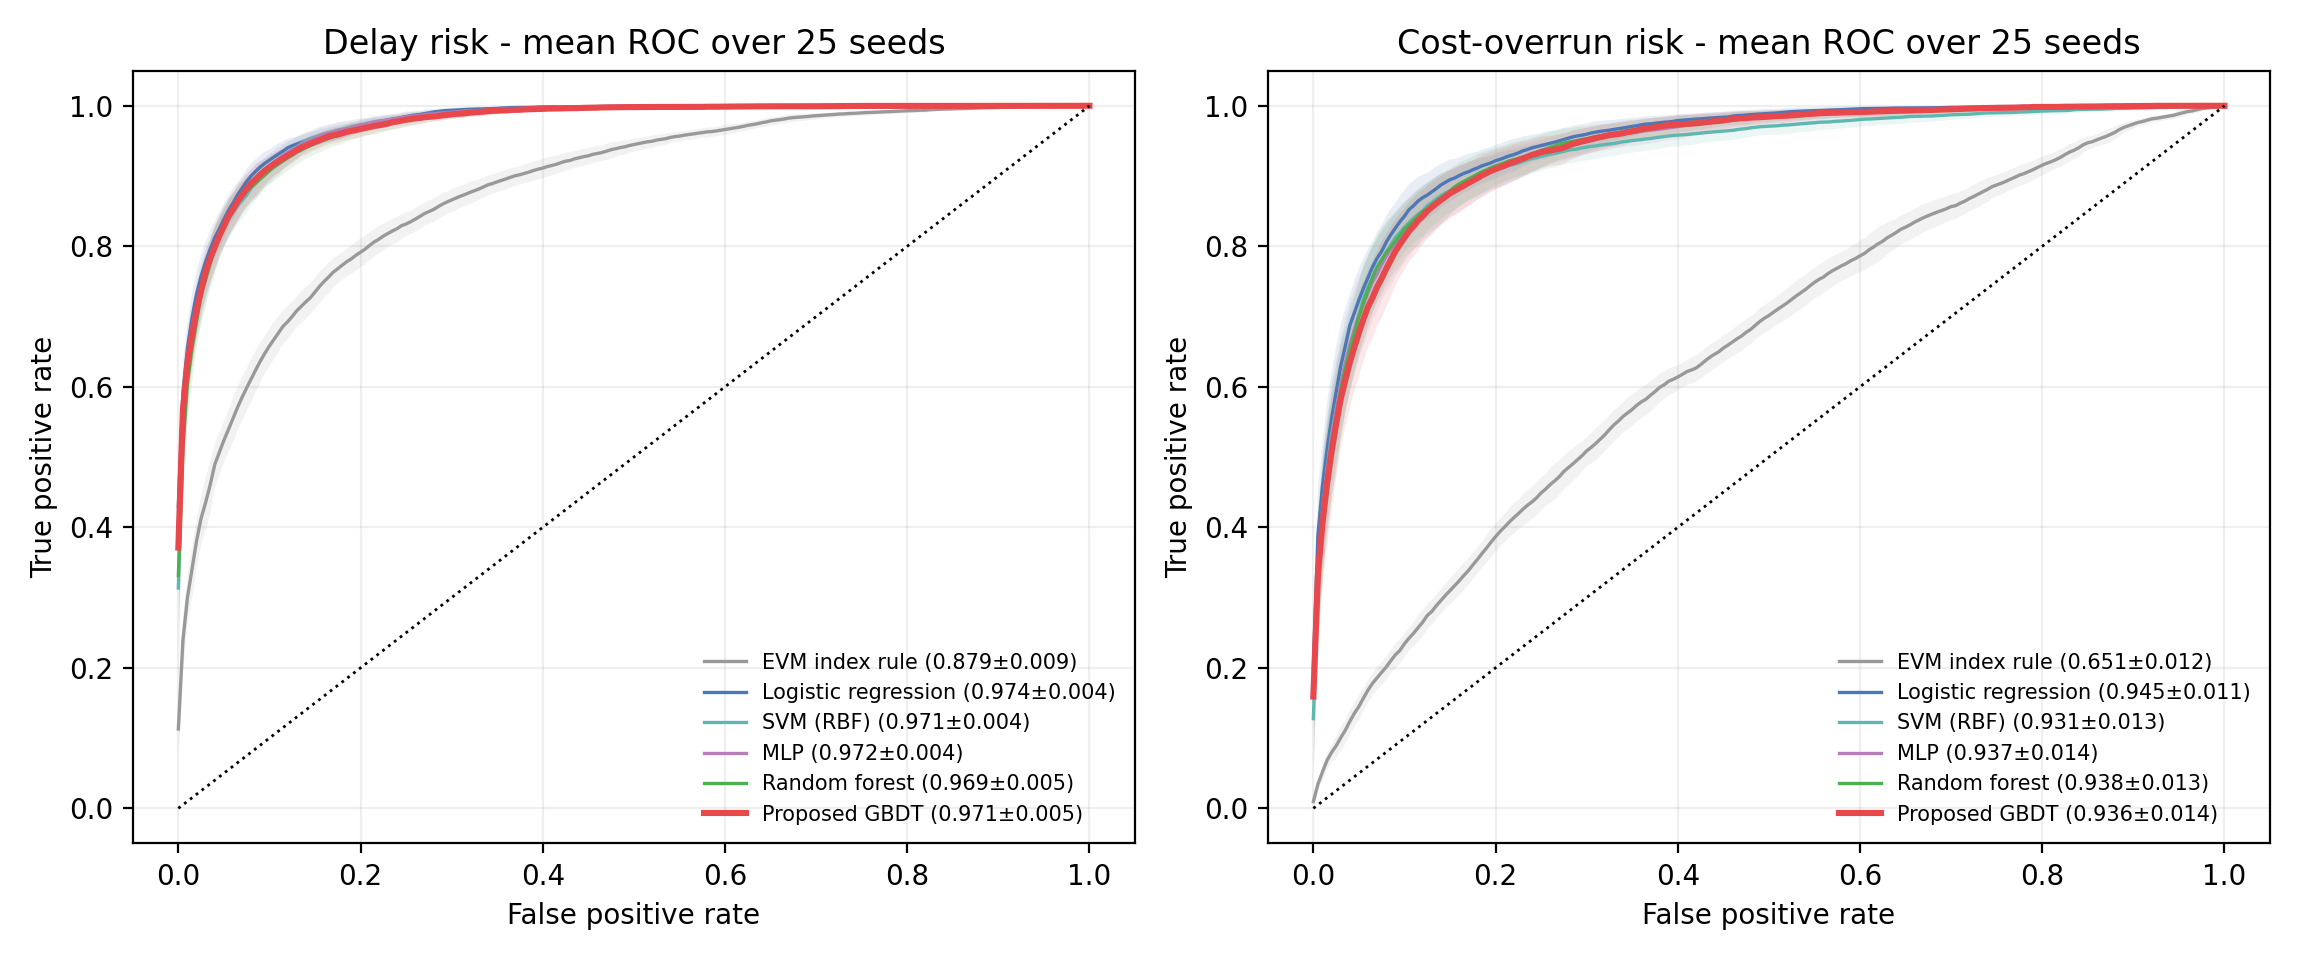 Delay risk - mean ROC over 25 seeds
True positive rate
1.0
0.8
0.6
0.4
0.2
0.0
EVM index rule (0.879±0.009)
Logistic regression (0.974±0.004)
SVM (RBF) (0.971±0.004)
MLP (0.972±0.004)
Random forest (0.969±0.005)
Proposed GBDT (0.971±0.005)
0.0 0.2 0.4 0.6 0.8 1.0
False positive rate
Cost-overrun risk - mean ROC over 25 seeds
True positive rate
1.0
0.8
0.6
0.4
0.2
0.0
EVM index rule (0.651±0.012)
Logistic regression (0.945±0.011)
SVM (RBF) (0.931±0.013)
MLP (0.937±0.014)
Random forest (0.938±0.013)
Proposed GBDT (0.936±0.014)
0.0 0.2 0.4 0.6 0.8 1.0
False positive rate